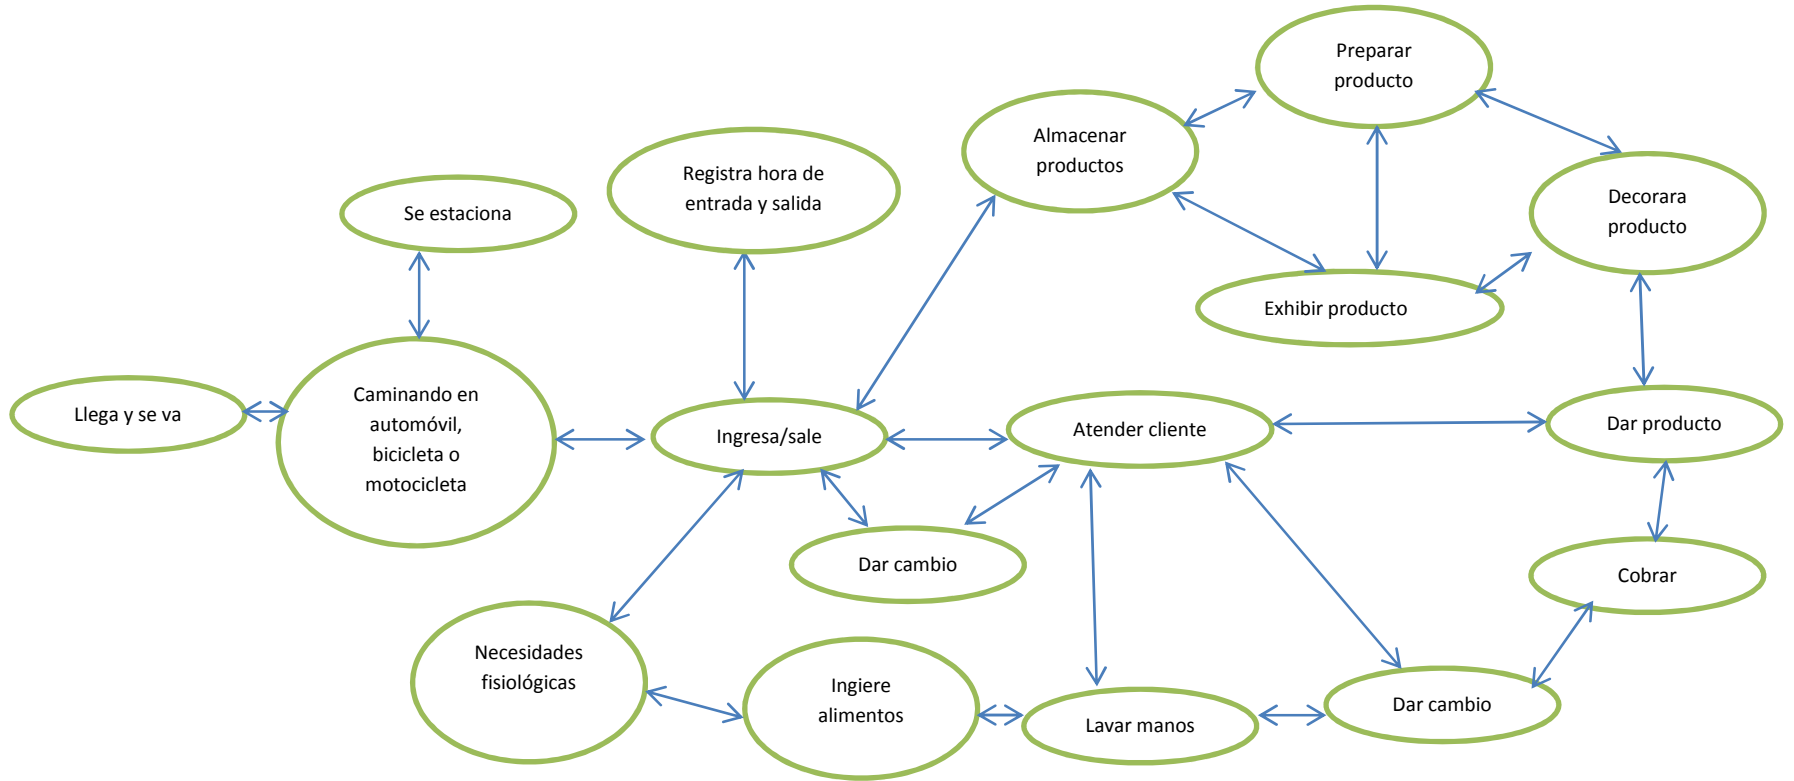 Preparar
producto
Almacenar
productos
Registra hora de
entrada y salida
Se estaciona
Decorara
producto
Exhibir producto
Llega y se va
Caminando en
automóvil,
bicicleta o
motocicleta
Ingresa/sale
Atender cliente
Dar producto
Dar cambio
Cobrar
Necesidades
fisiológicas
Ingiere
alimentos
Lavar manos
Dar cambio